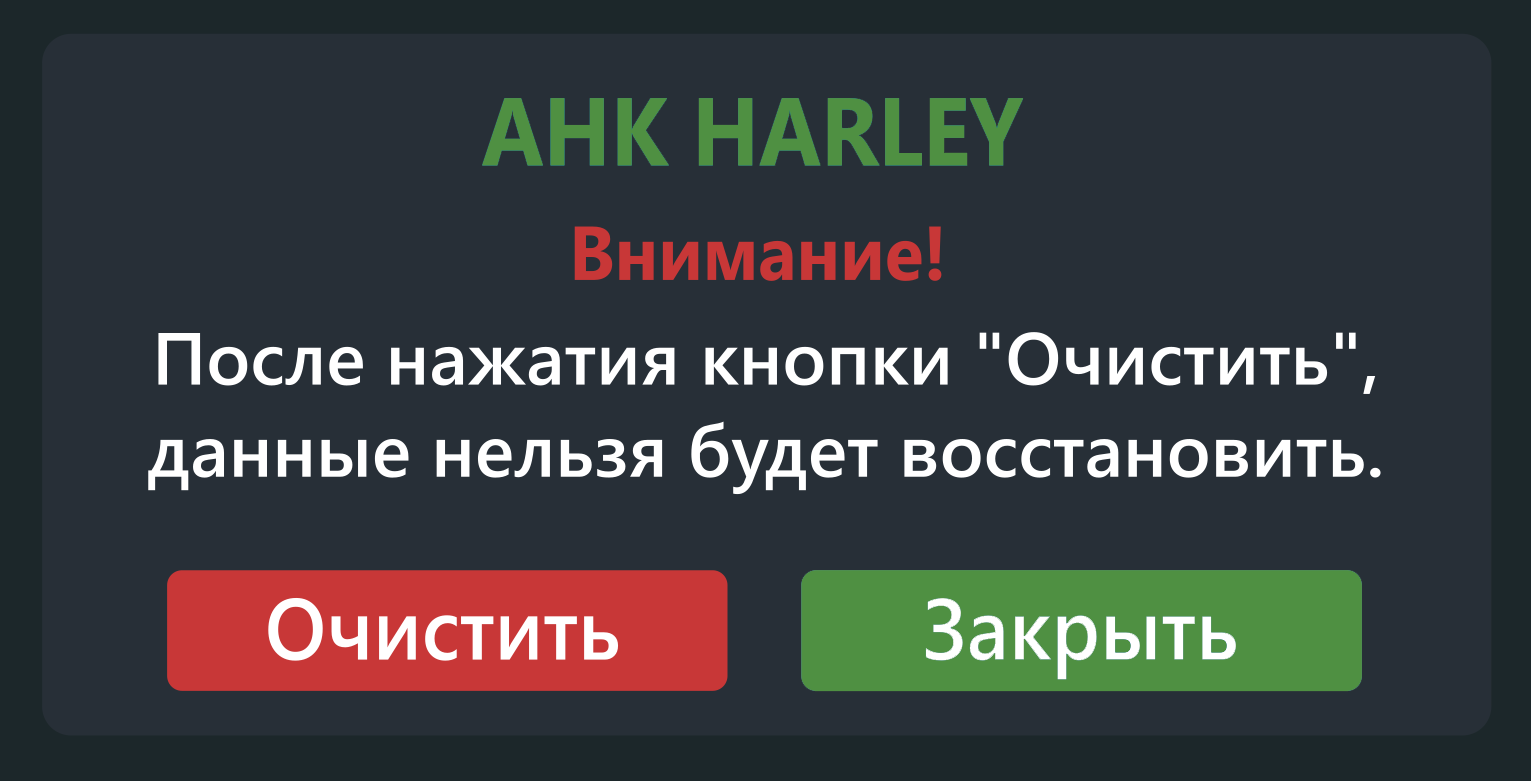 AHK HARLEY
Внимание!
После нажатия кнопки "Очистить",
данные нельзя будет восстановить.
Очистить
Закрыть